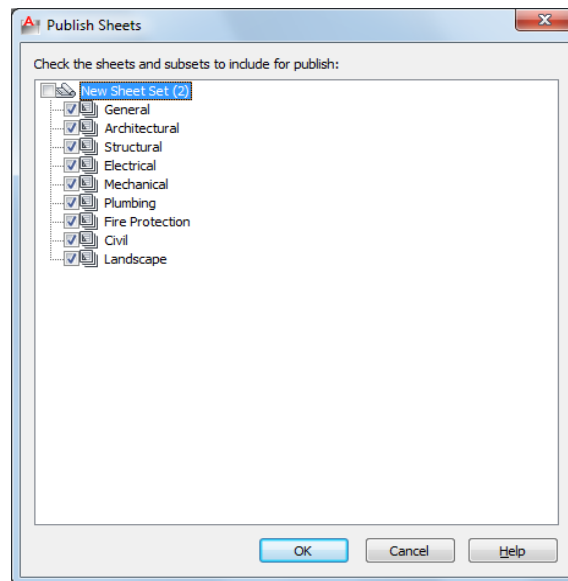 Publish Sheets
Check the sheets and subsets to include for publish:
New Sheet Set (2)
General
Architectural
Structural
Electrical
Mechanical
Plumbing
Fire Protection
Civil
Landscape
OK Cancel Help